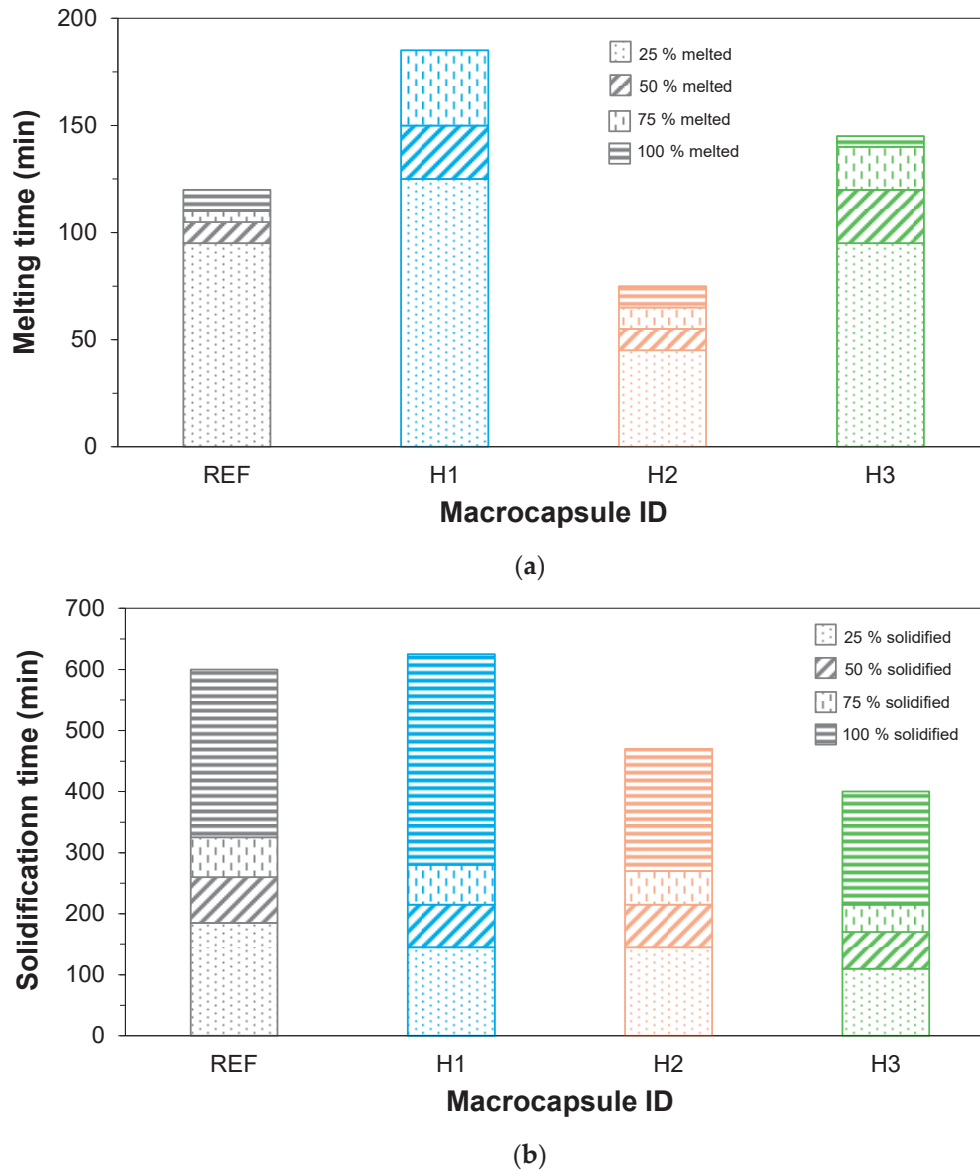 200
150
100
50
0
Melting time (min)
25 % melted
50 % melted
75 % melted
100 % melted
REF H1 H2 H3
Macrocapsule ID
(a)
700
600
500
400
300
200
100
0
Solidificationn time (min)
25 % solidified
50 % solidified
75 % solidified
100 % solidified
REF H1 H2 H3
Macrocapsule ID
(b)